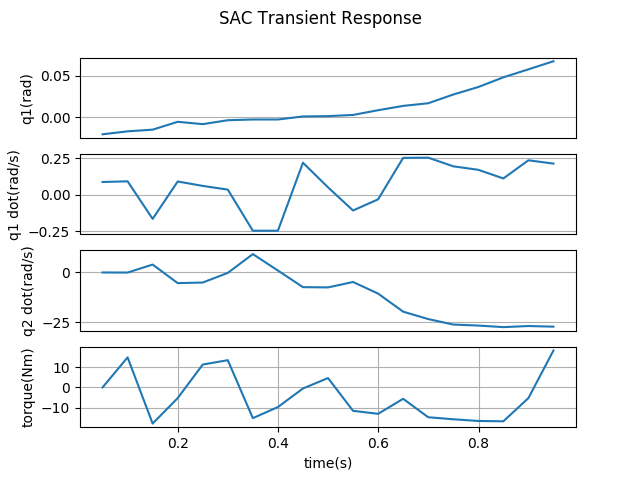 SAC Transient Response
0.05
0.00
q1(rad)
0.25
0.00
−0.25
q1 dot(rad/s)
0
−25
q2 dot(rad/s)
10
0
−10
torque(Nm)
0.2 0.4 0.6 0.8
time(s)